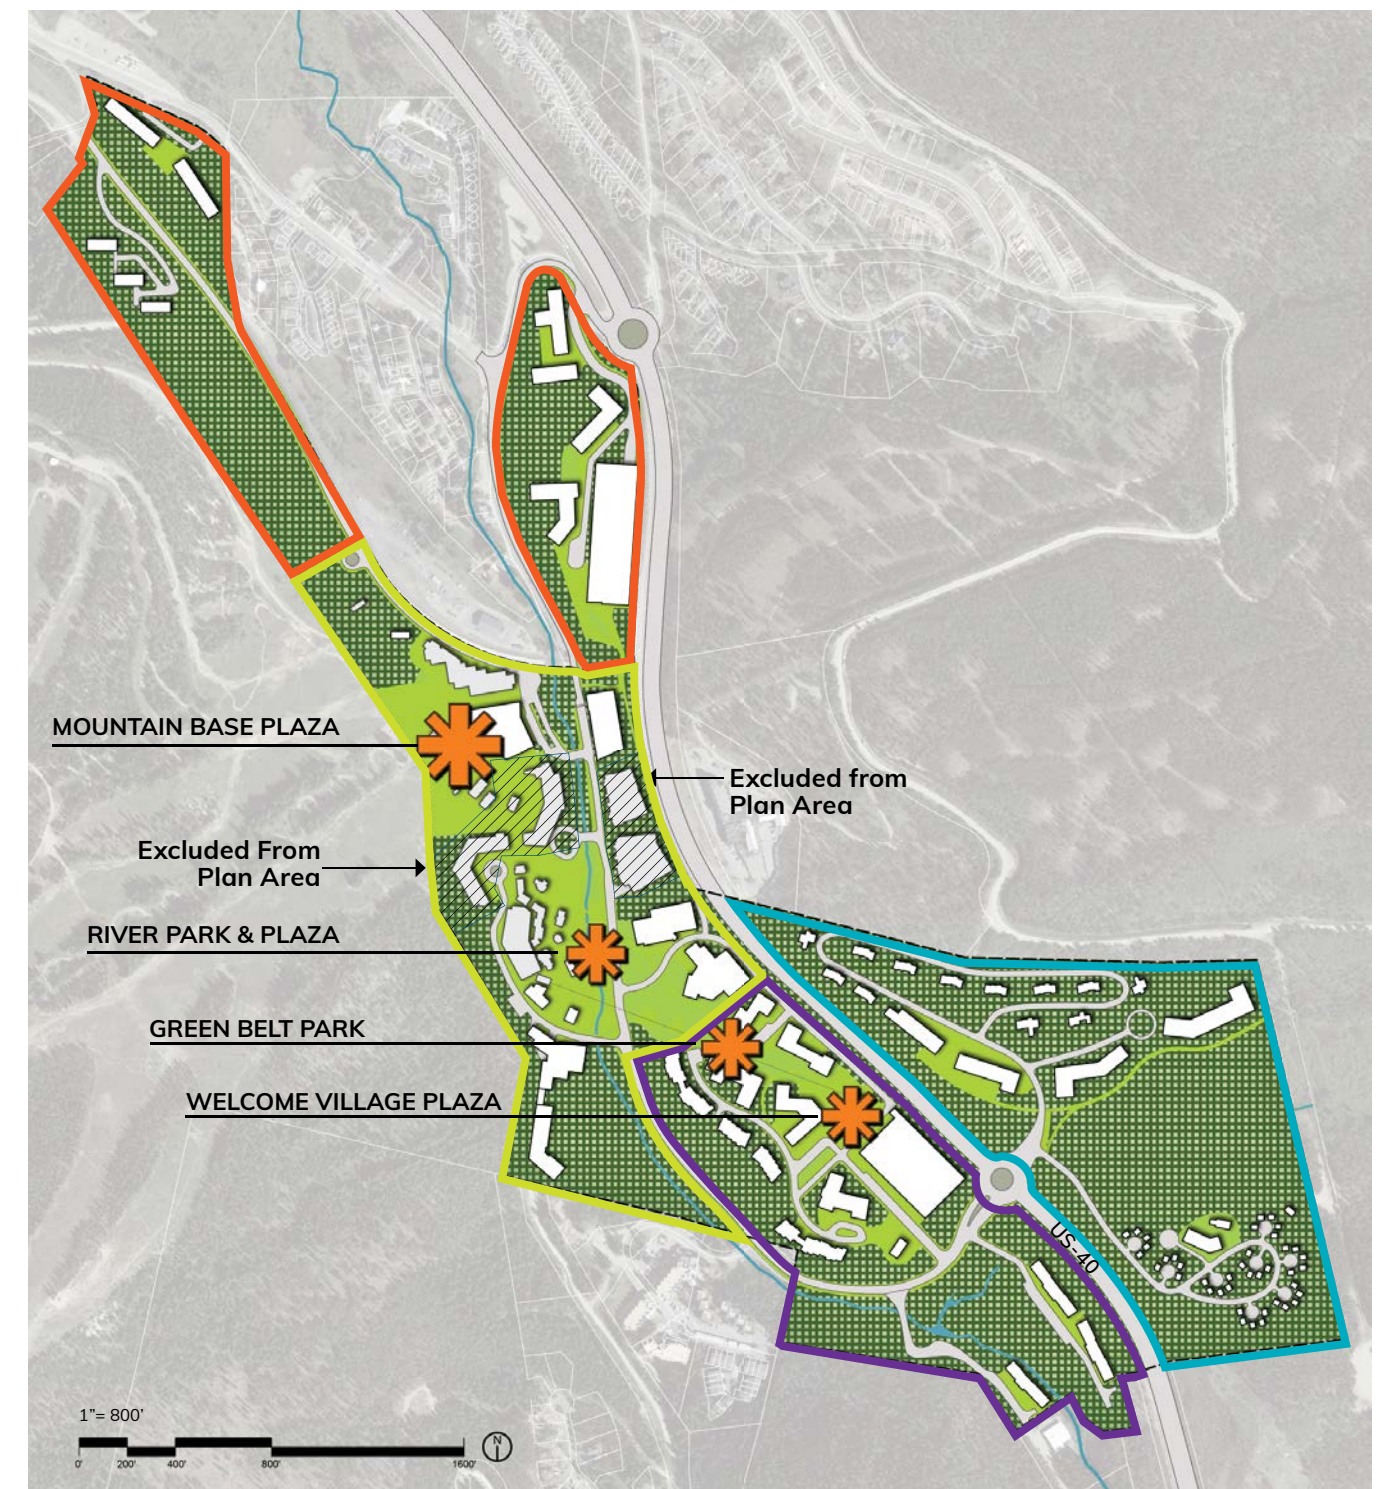 MOUNTAIN BASE PLAZA
Excluded from
Plan Area
Excluded From
Plan Area
RIVER PARK & PLAZA
GREEN BELT PARK
WELCOME VILLAGE PLAZA
US-40
1”= 800’
N
0' 200' 400' 800' 1600'